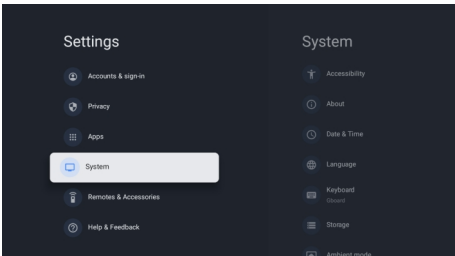 Settings
Accounts & sign-in
Privacy
Apps
System
Remotes & Accessories
Help & Feedback
System
Accessibility
About
Date & Time
Language
Keyboard
Gboard
Storage
Ambient mode